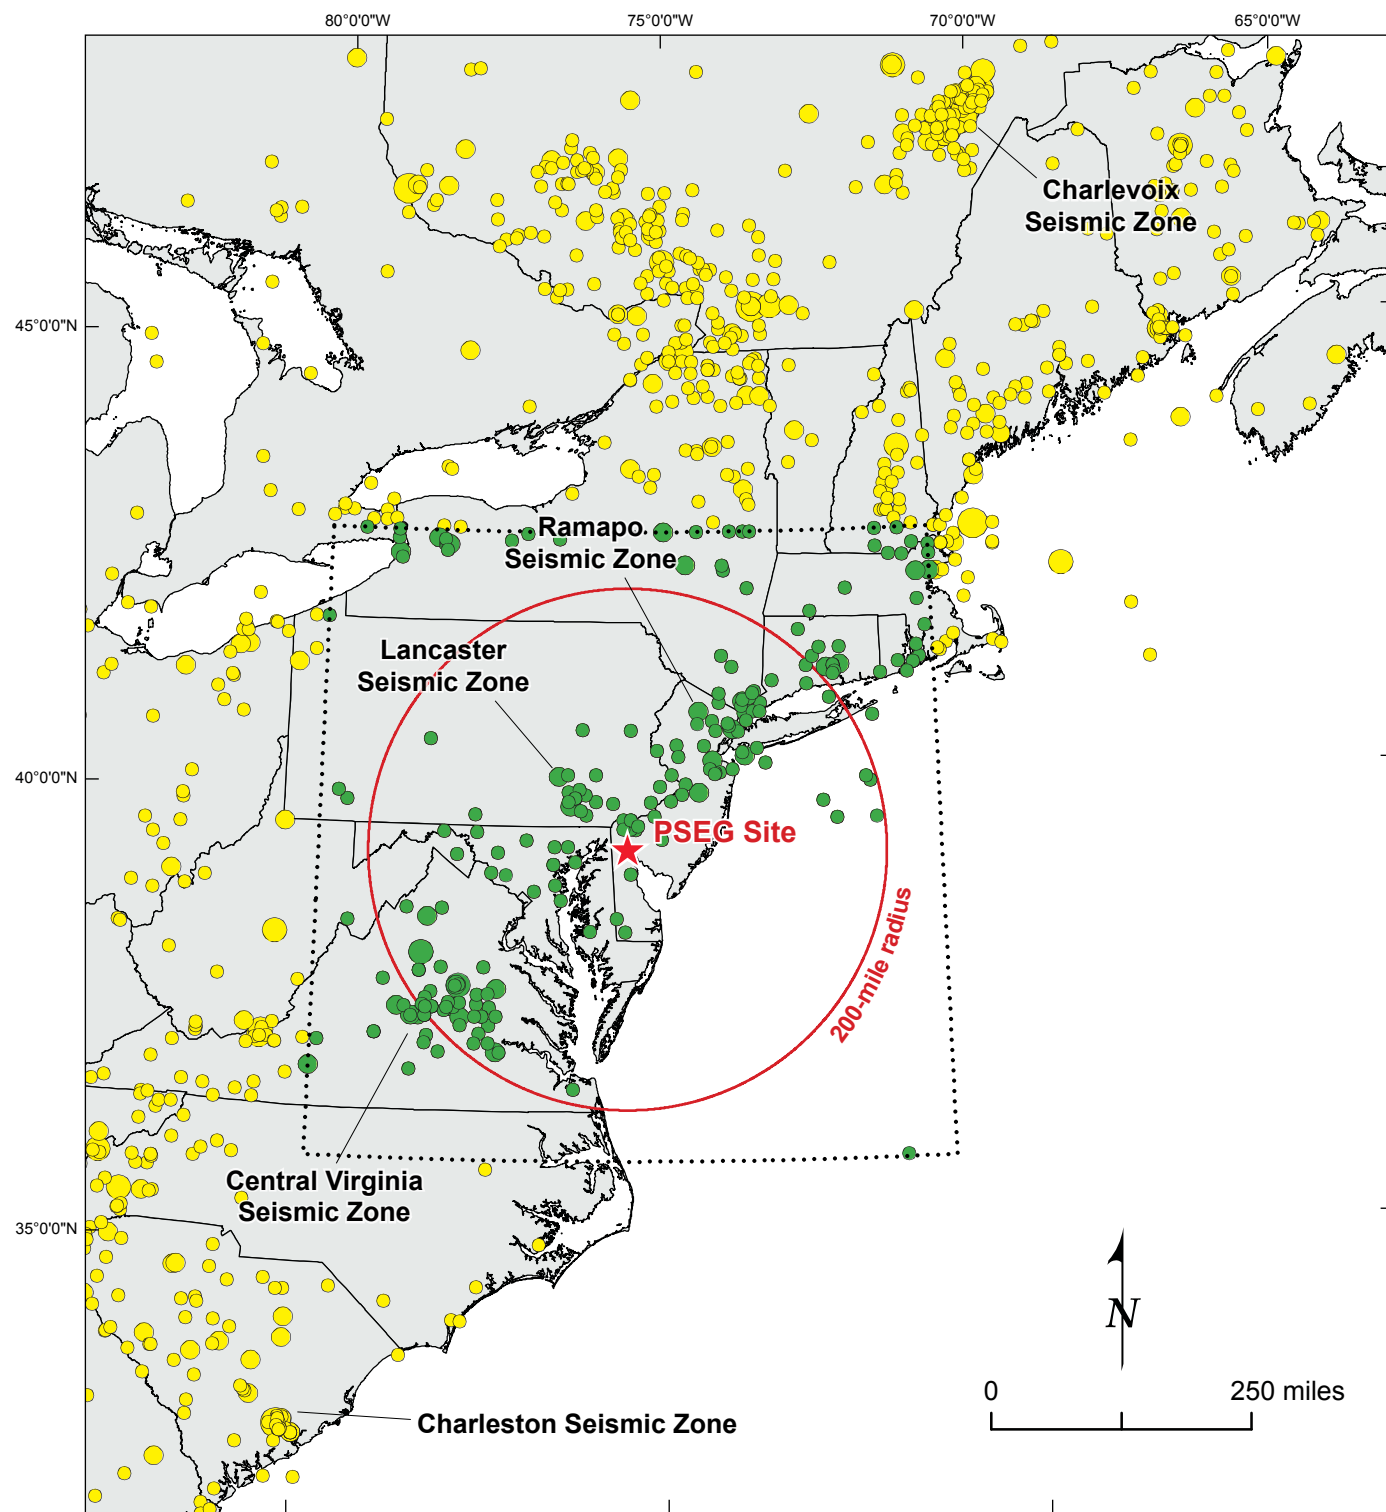 80°0'0"W
75°0'0"W
70°0'0"W
65°0'0"W
Charlevoix
Seismic Zone
45°0'0"N
Ramapo
Seismic Zone
Lancaster
Seismic Zone
40°0'0"N
PSEG Site
200-mile radius
Central Virginia
Seismic Zone
35°0'0"N
N
0
250 miles
Charleston Seismic Zone